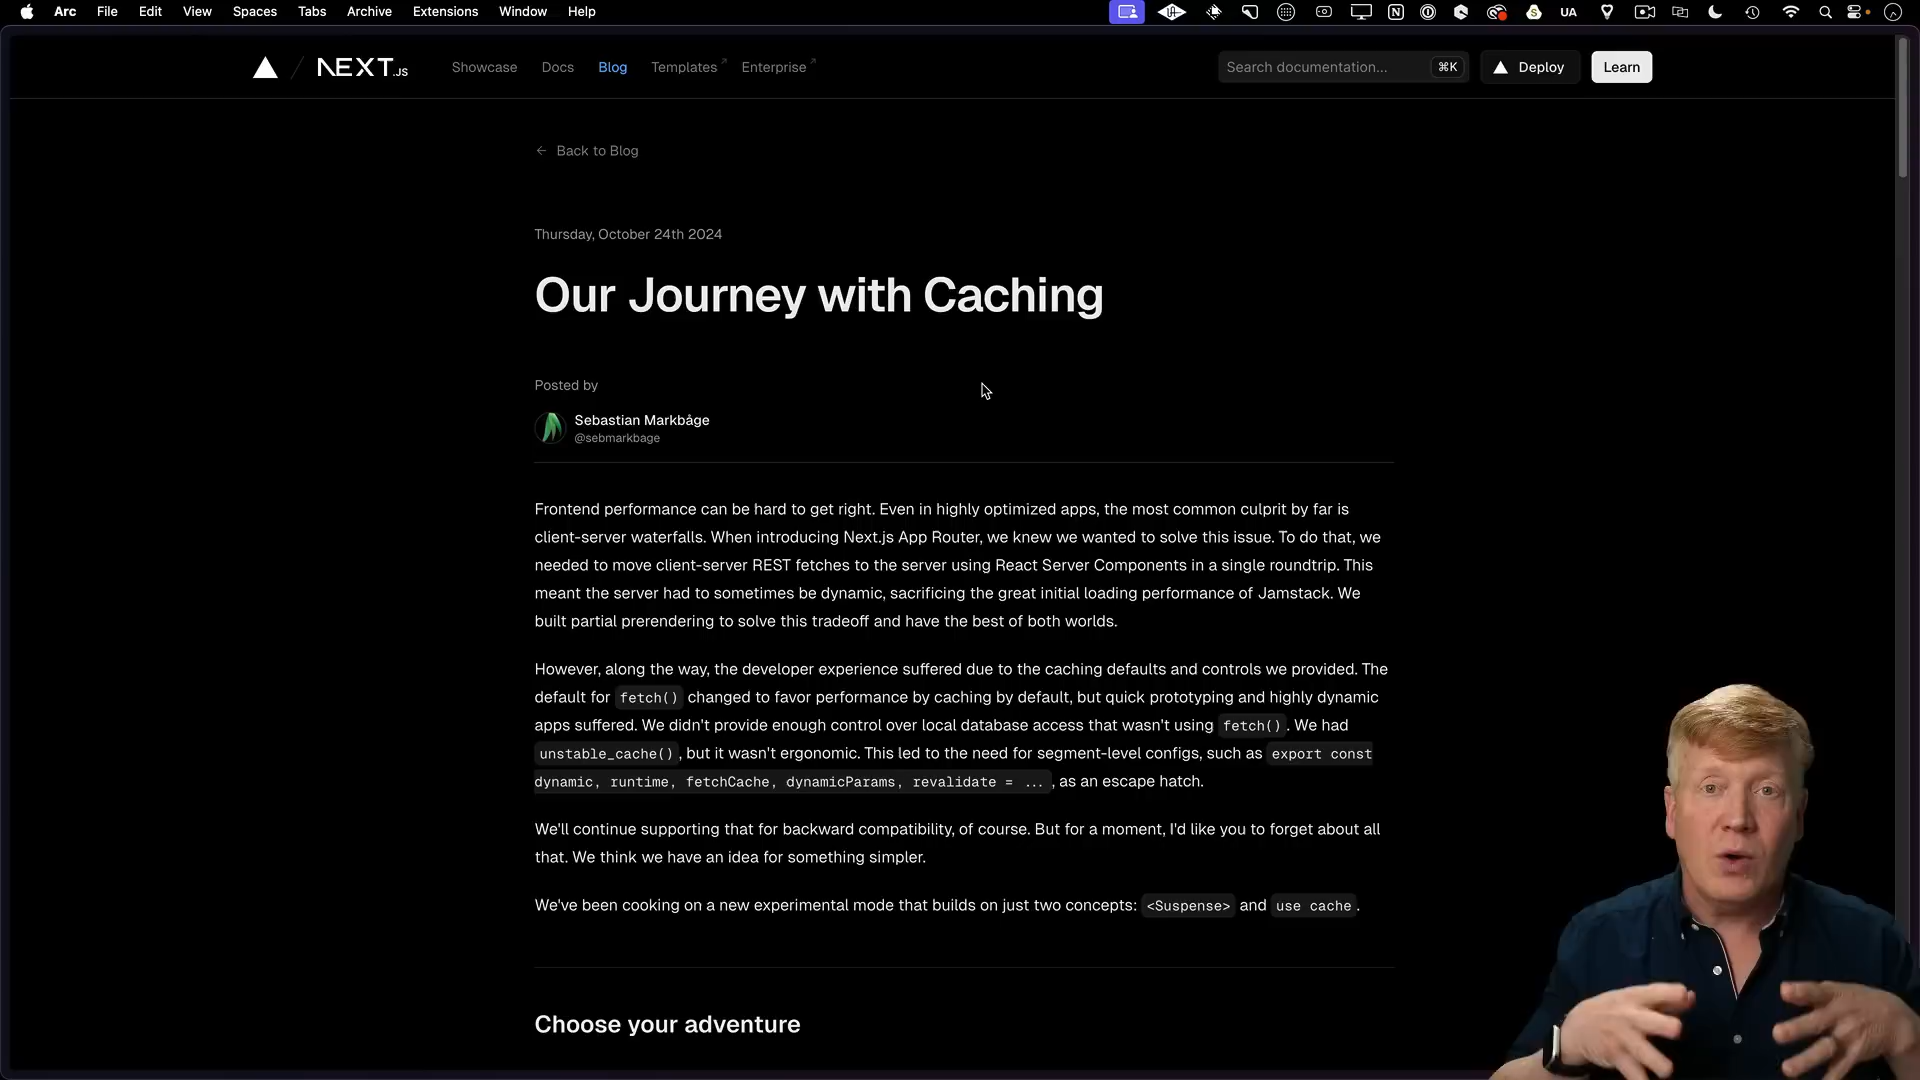 Arc File Edit View Spaces Tabs Archive Extensions Window Help
UA
NEXT.JS Showcase Docs Blog Templates Enterprise Search documentation... ⌘K Deploy Learn
← Back to Blog
Thursday, October 24th 2024
Our Journey with Caching
Posted by
Sebastian Markbåge
@sebmarkbage
Frontend performance can be hard to get right. Even in highly optimized apps, the most common culprit by far is
client-server waterfalls. When introducing Next.js App Router, we knew we wanted to solve this issue. To do that, we
needed to move client-server REST fetches to the server using React Server Components in a single roundtrip. This
meant the server had to sometimes be dynamic, sacrificing the great initial loading performance of Jamstack. We
built partial prerendering to solve this tradeoff and have the best of both worlds.
However, along the way, the developer experience suffered due to the caching defaults and controls we provided. The
default for fetch() changed to favor performance by caching by default, but quick prototyping and highly dynamic
apps suffered. We didn't provide enough control over local database access that wasn't using fetch(). We had
unstable_cache(), but it wasn't ergonomic. This led to the need for segment-level configs, such as export const
dynamic, runtime, fetchCache, dynamicParams, revalidate = ..., as an escape hatch.
We'll continue supporting that for backward compatibility, of course. But for a moment, I'd like you to forget about all
that. We think we have an idea for something simpler.
We've been cooking on a new experimental mode that builds on just two concepts: <Suspense> and use cache.
Choose your adventure